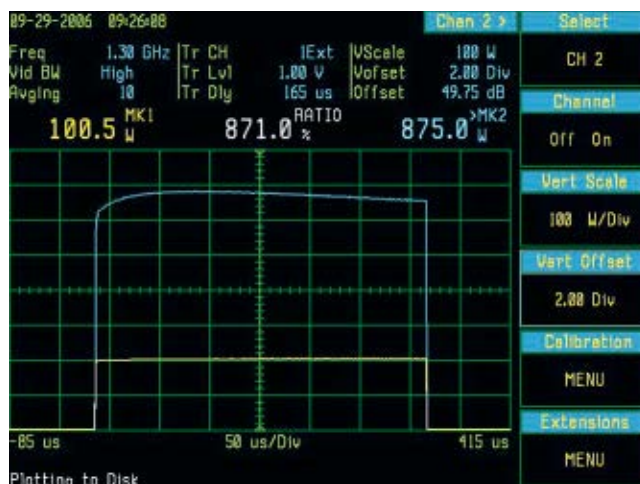 09-29-2006 09:26:08 Chan 2 > Select
Freq 1.30 GHz Tr CH 1Ext VScale 100 W CH 2
Vid BW High Tr Lvl 1.00 V Vofset 2.00 Div
Avging 10 Tr Dly 165 us Offset 49.75 dB
Channel
MK1 RATIO >MK2
100.5 W 871.0 % 875.0 W
Off On
Vert Scale
100 W/Div
Vert Offset
2.00 Div
Calibration
MENU
Extensions
-85 us 50 us/Div 415 us
MENU
Plotting to Disk